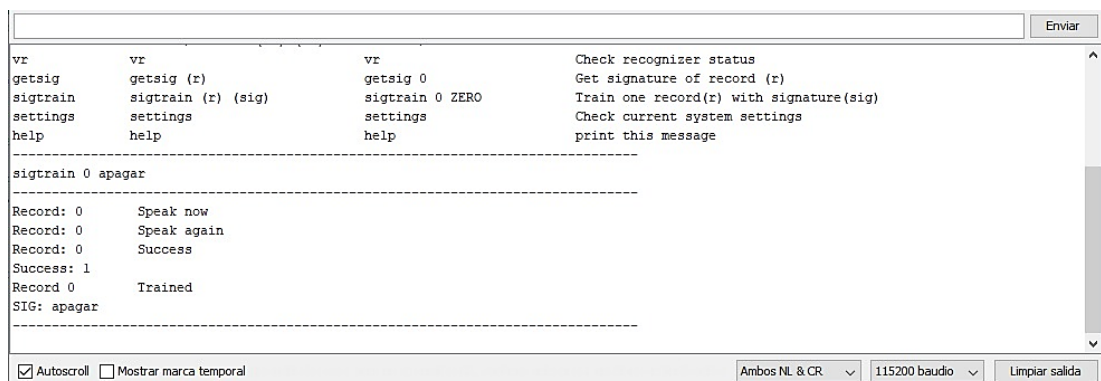 Enviar
vr vr vr Check recognizer status
getsig getsig (r) getsig 0 Get signature of record (r)
sigtrain sigtrain (r) (sig) sigtrain 0 ZERO Train one record(r) with signature(sig)
settings settings settings Check current system settings
help help help print this message
--------------------------------------------------------------------------------
sigtrain 0 apagar
--------------------------------------------------------------------------------
Record: 0 Speak now
Record: 0 Speak again
Record: 0 Success
Success: 1
Record 0 Trained
SIG: apagar
--------------------------------------------------------------------------------
Autoscroll Mostrar marca temporal Ambos NL & CR 115200 baudio Limpiar salida